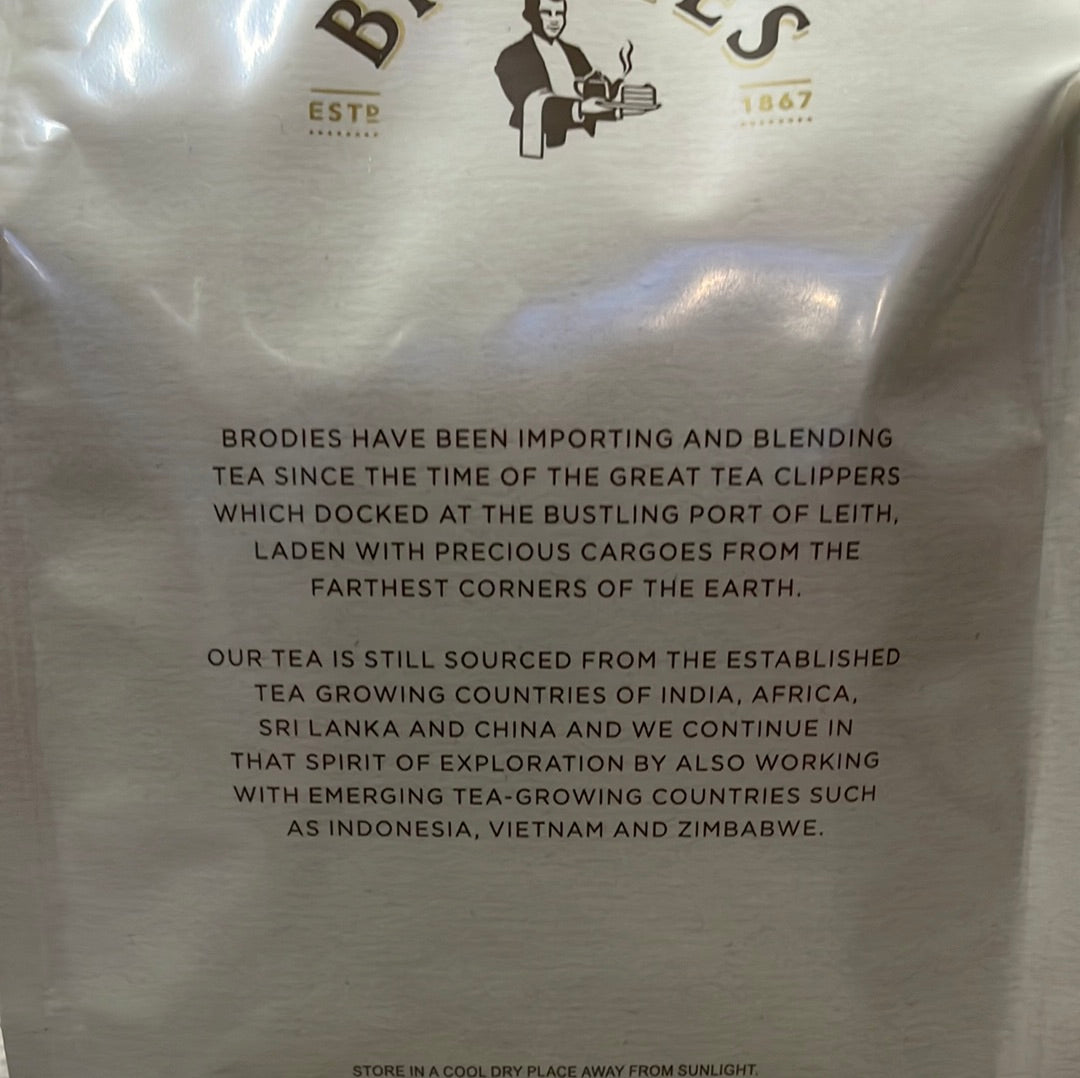 ESTD 1867
BRODIES HAVE BEEN IMPORTING AND BLENDING
TEA SINCE THE TIME OF THE GREAT TEA CLIPPERS
WHICH DOCKED AT THE BUSTLING PORT OF LEITH,
LADEN WITH PRECIOUS CARGOES FROM THE
FARTHEST CORNERS OF THE EARTH.
OUR TEA IS STILL SOURCED FROM THE ESTABLISHED
TEA GROWING COUNTRIES OF INDIA, AFRICA,
SRI LANKA AND CHINA AND WE CONTINUE IN
THAT SPIRIT OF EXPLORATION BY ALSO WORKING
WITH EMERGING TEA-GROWING COUNTRIES SUCH
AS INDONESIA, VIETNAM AND ZIMBABWE.
STORE IN A COOL DRY PLACE AWAY FROM SUNLIGHT.